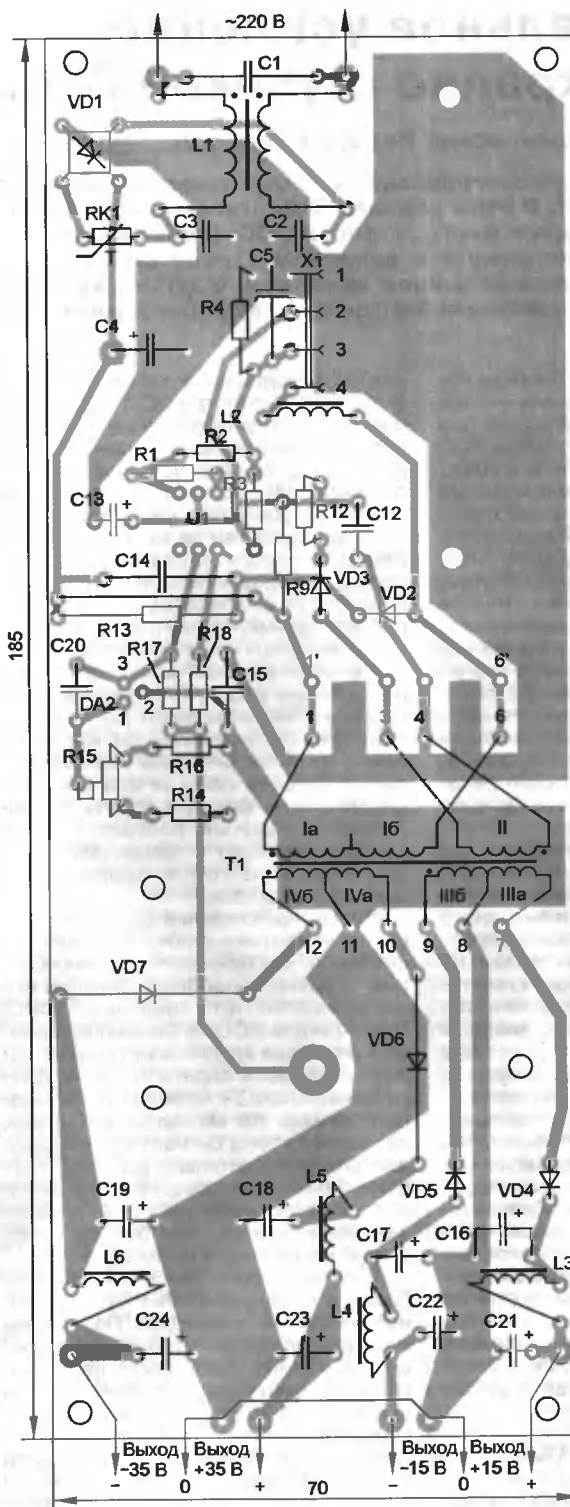 ~220 В
C1
VD1
L1
RK1
C3
C2
C5
X1
1
R4
2
C4
3
4
L2
R2
R1
R3
C13
U1
R12
C12
C14
R9
VD3
VD2
R13
R18
C20
R17
3
C15
1'
6'
DA2
2
1
1
3
4
6
R15
R16
R14
185
Iа
Iб
II
T1
IVб
IVа
IIIб
IIIа
12
11
10
9
8
7
VD7
VD6
C19
C18
L5
VD5
VD4
C17
C16
L6
L3
L4
C24
C23
C22
C21
Выход
−35 В
Выход
+35 В
Выход
−15 В
Выход
+15 В
−
0
+
70
−
0
+